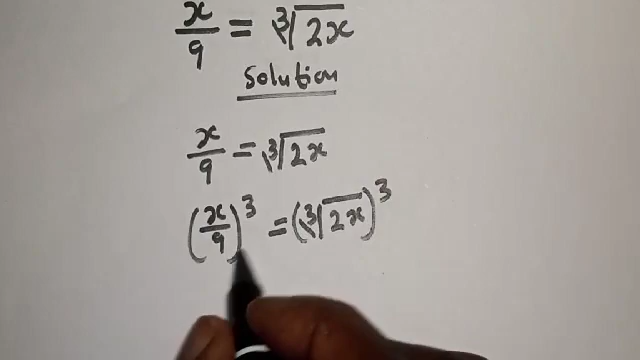 x/9 = ∛2x
Solution
x/9 = ∛2x
(x/9)³ = (∛2x)³